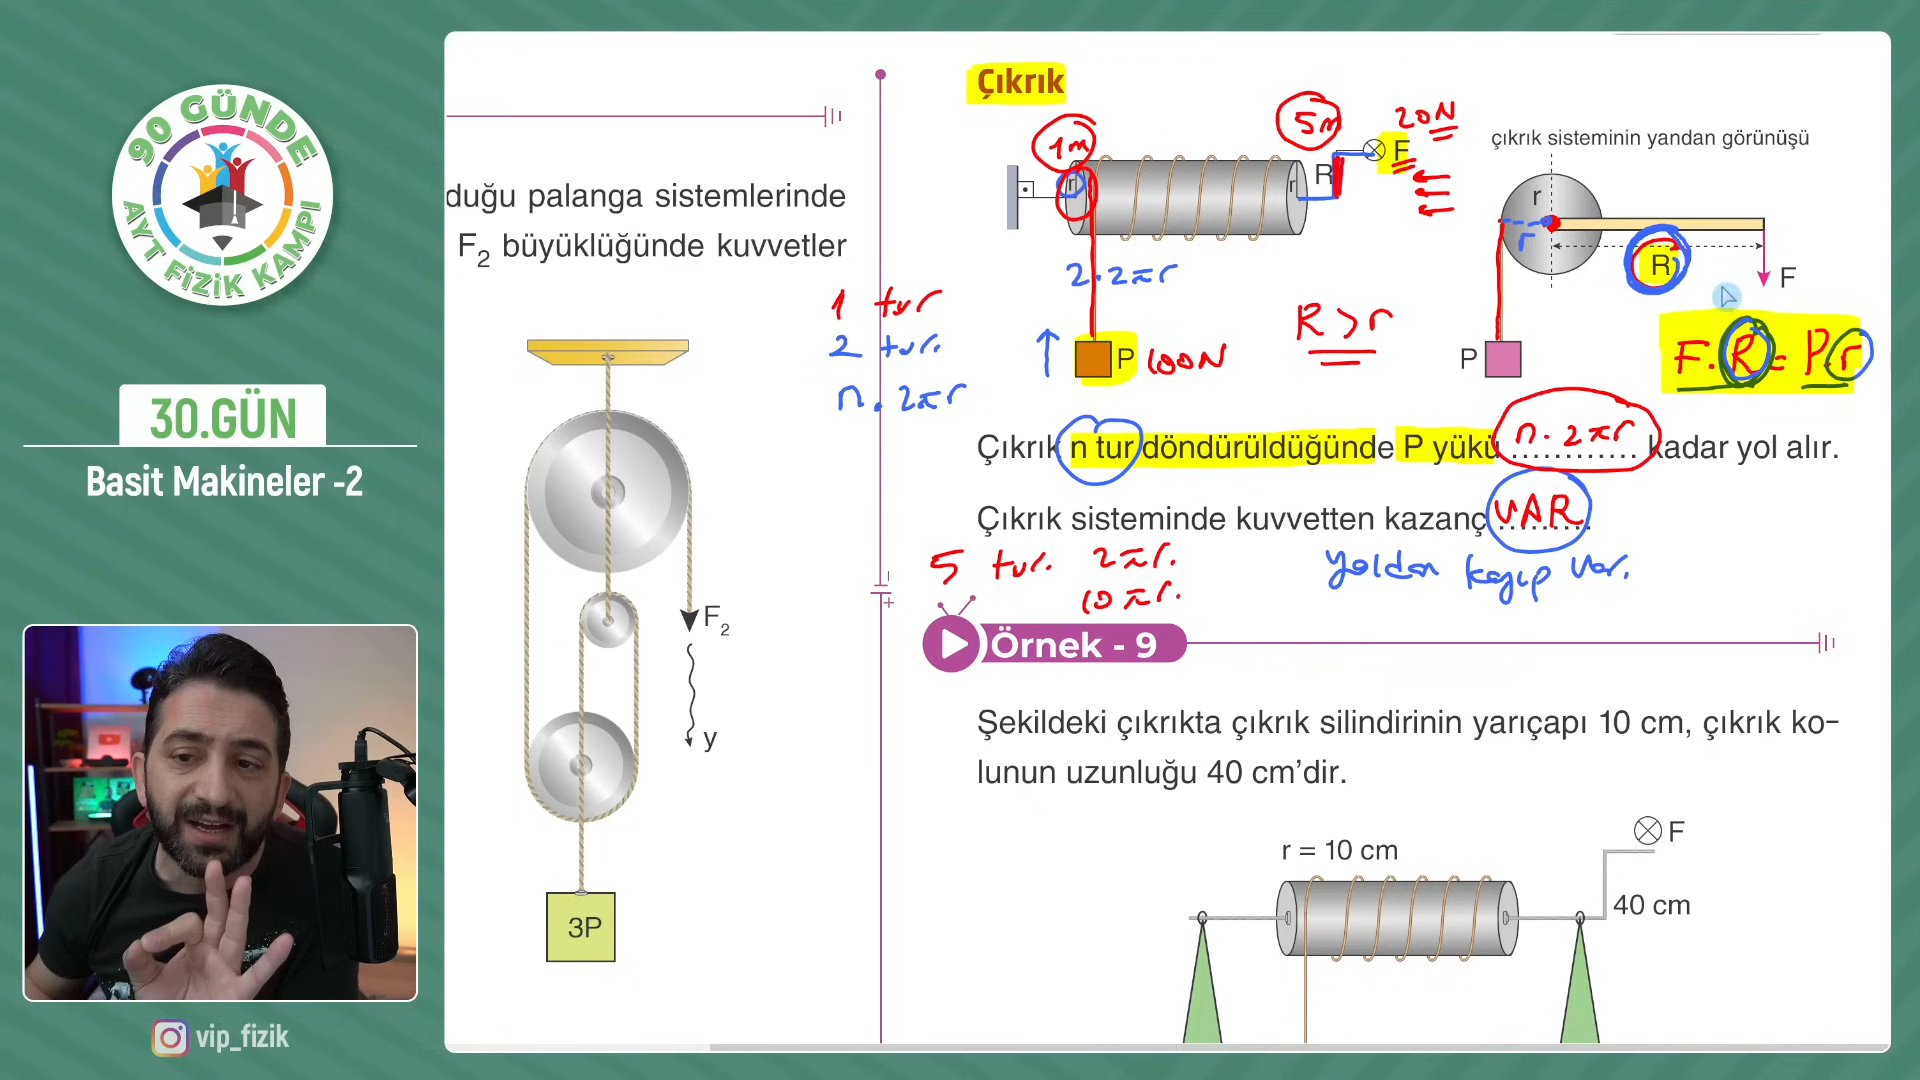 90 GÜNDE
AYT FİZİK KAMPI
30.GÜN
Basit Makineler -2
vip_fizik
duğu palanga sistemlerinde
F2 büyüklüğünde kuvvetler
F2
y
3P
Çıkrık
1m
5m
20N
F
r
r
R
çıkrık sisteminin yandan görünüşü
r
r
R
F
P
2.2πr
1 tur
2 tur.
n. 2πr
P 100N
R > r
F.R = Pr
Çıkrık n tur döndürüldüğünde P yükü n. 2πr kadar yol alır.
Çıkrık sisteminde kuvvetten kazanç VAR
5 tur. 2πr.
10πr.
yoldan kayıp var.
Örnek - 9
Şekildeki çıkrıkta çıkrık silindirinin yarıçapı 10 cm, çıkrık ko-
lunun uzunluğu 40 cm'dir.
r = 10 cm
F
40 cm